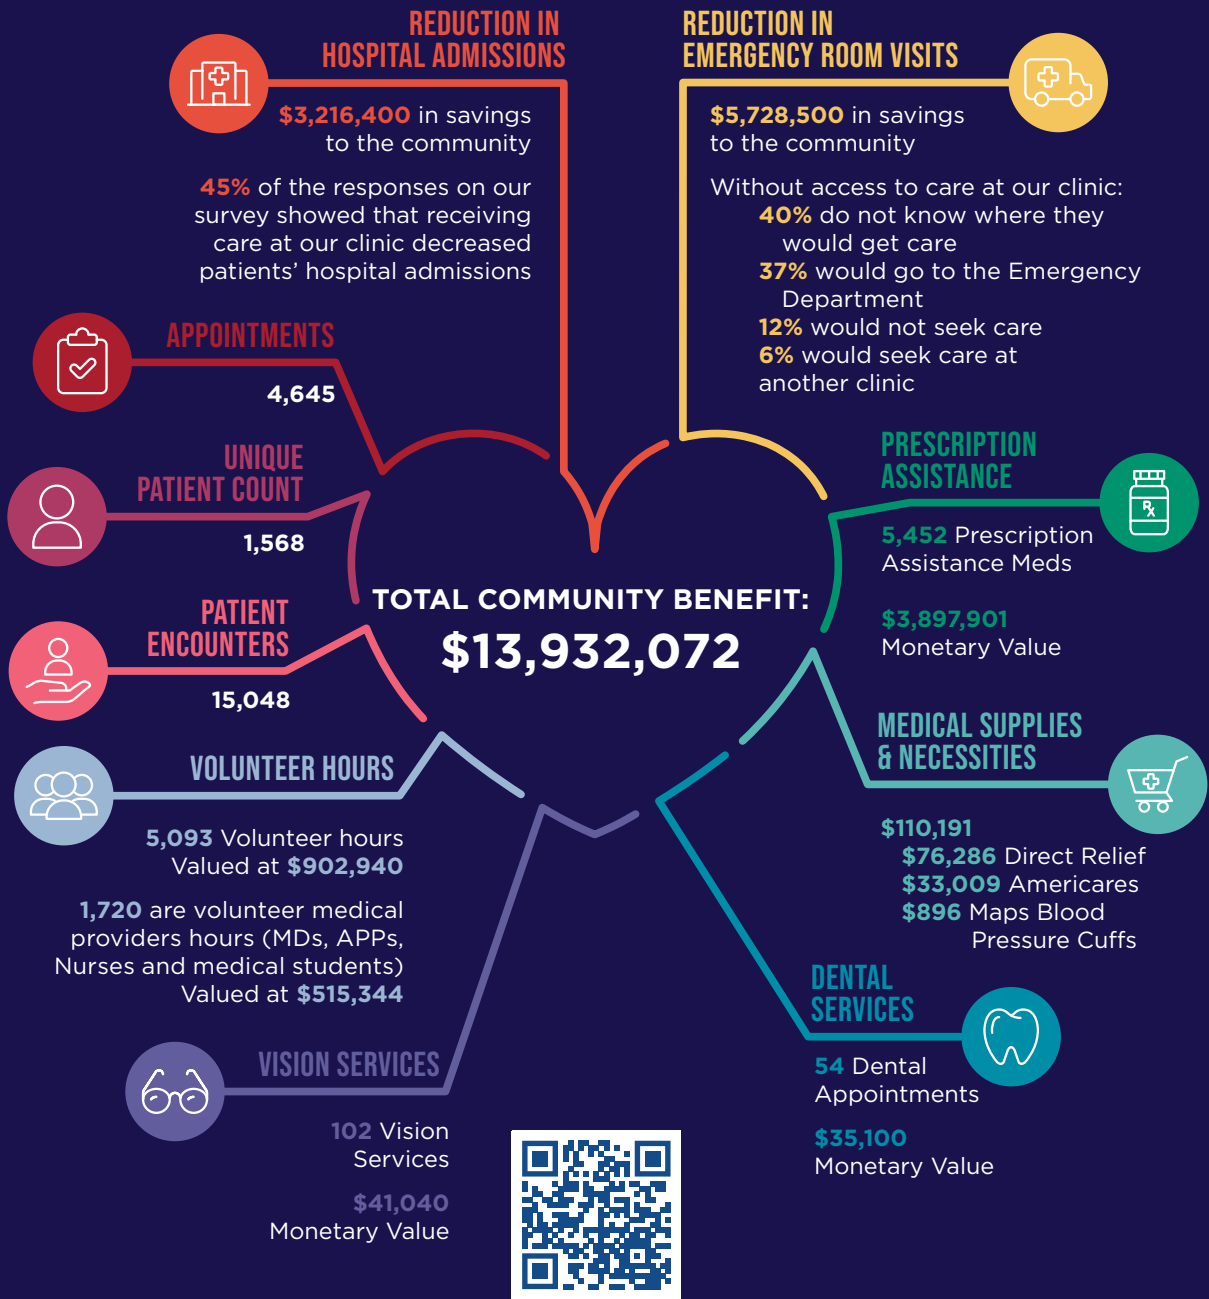 REDUCTION IN
HOSPITAL ADMISSIONS
$3,216,400 in savings
to the community
45% of the responses on our
survey showed that receiving
care at our clinic decreased
patients’ hospital admissions
REDUCTION IN
EMERGENCY ROOM VISITS
$5,728,500 in savings
to the community
Without access to care at our clinic:
40% do not know where they
would get care
37% would go to the Emergency
Department
12% would not seek care
6% would seek care at
another clinic
APPOINTMENTS
4,645
UNIQUE
PATIENT COUNT
1,568
PATIENT
ENCOUNTERS
15,048
TOTAL COMMUNITY BENEFIT:
$13,932,072
PRESCRIPTION
ASSISTANCE
Rx
5,452 Prescription
Assistance Meds
$3,897,901
Monetary Value
VOLUNTEER HOURS
5,093 Volunteer hours
Valued at $902,940
1,720 are volunteer medical
providers hours (MDs, APPs,
Nurses and medical students)
Valued at $515,344
MEDICAL SUPPLIES
& NECESSITIES
$110,191
$76,286 Direct Relief
$33,009 Americares
$896 Maps Blood
Pressure Cuffs
VISION SERVICES
102 Vision
Services
$41,040
Monetary Value
DENTAL
SERVICES
54 Dental
Appointments
$35,100
Monetary Value